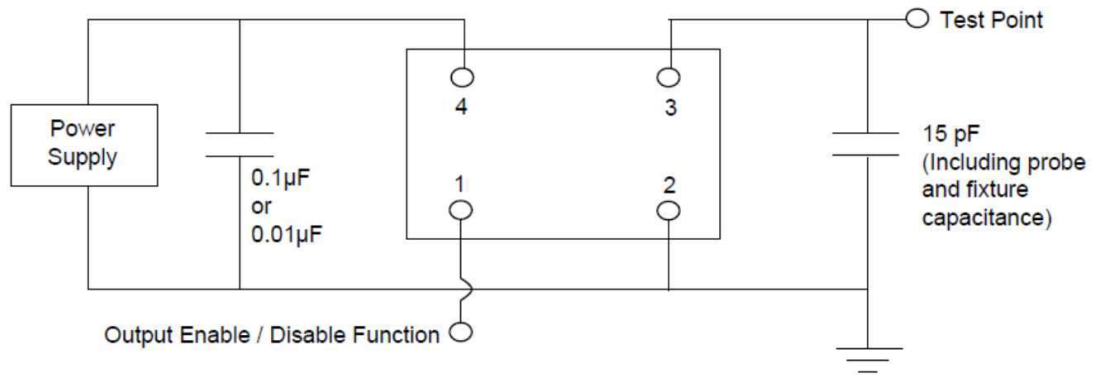 Test Point
Power
Supply
4
3
0.1µF
or
0.01µF
1
2
15 pF
(Including probe
and fixture
capacitance)
Output Enable / Disable Function